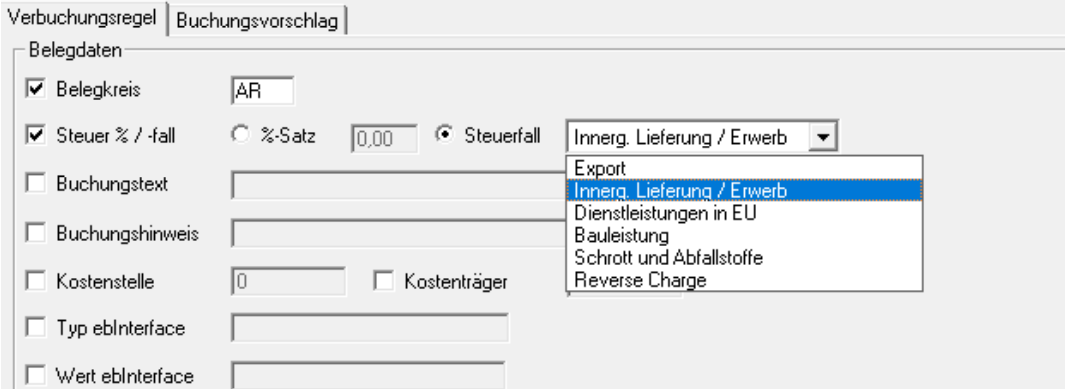 Verbuchungsregel Buchungsvorschlag
Belegdaten
Belegkreis AR
Steuer % / -fall %-Satz 0,00 Steuerfall Innerg. Lieferung / Erwerb
Export
Buchungstext Innerg. Lieferung / Erwerb
Dienstleistungen in EU
Buchungshinweis Bauleistung
Schrott und Abfallstoffe
Kostenstelle 0 Kostenträger Reverse Charge
Typ ebInterface
Wert ebInterface